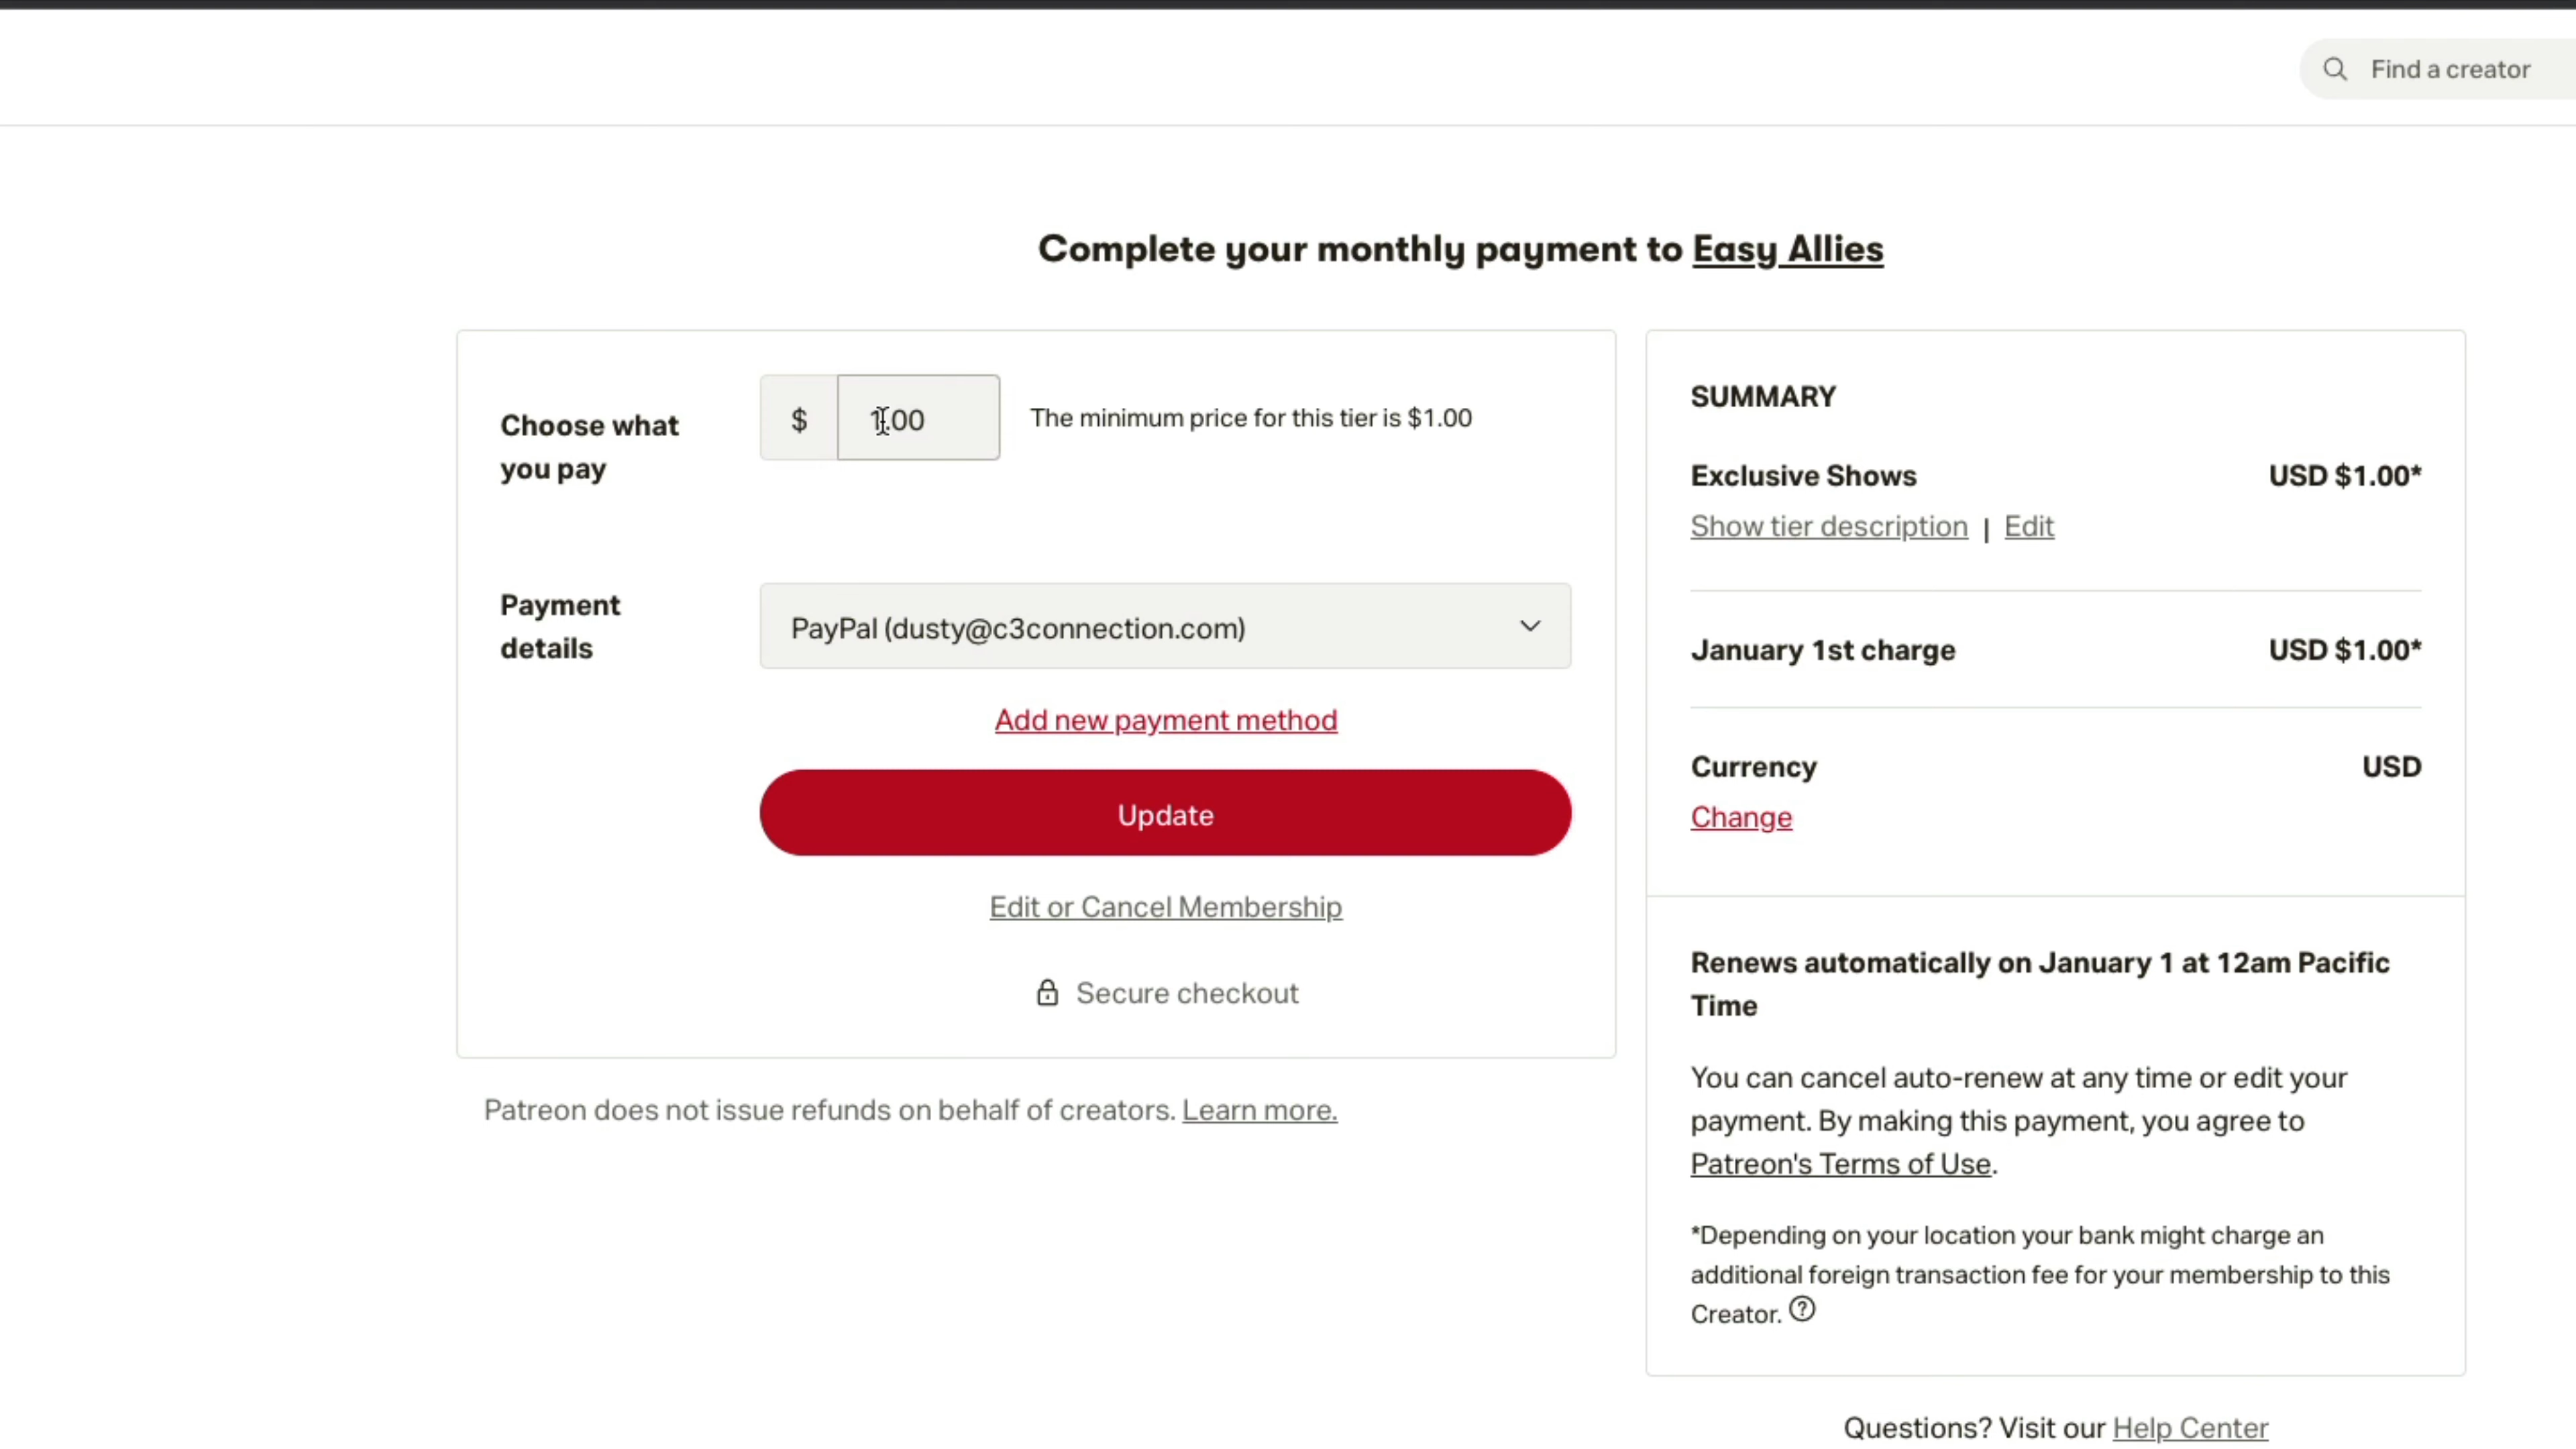 Find a creator
Complete your monthly payment to Easy Allies
Choose what
you pay
$ 1.00
The minimum price for this tier is $1.00
Payment
details
PayPal (dusty@c3connection.com)
Add new payment method
Update
Edit or Cancel Membership
Secure checkout
Patreon does not issue refunds on behalf of creators. Learn more.
SUMMARY
Exclusive Shows USD $1.00*
Show tier description | Edit
January 1st charge USD $1.00*
Currency USD
Change
Renews automatically on January 1 at 12am Pacific
Time
You can cancel auto-renew at any time or edit your
payment. By making this payment, you agree to
Patreon's Terms of Use.
*Depending on your location your bank might charge an
additional foreign transaction fee for your membership to this
Creator. ?
Questions? Visit our Help Center